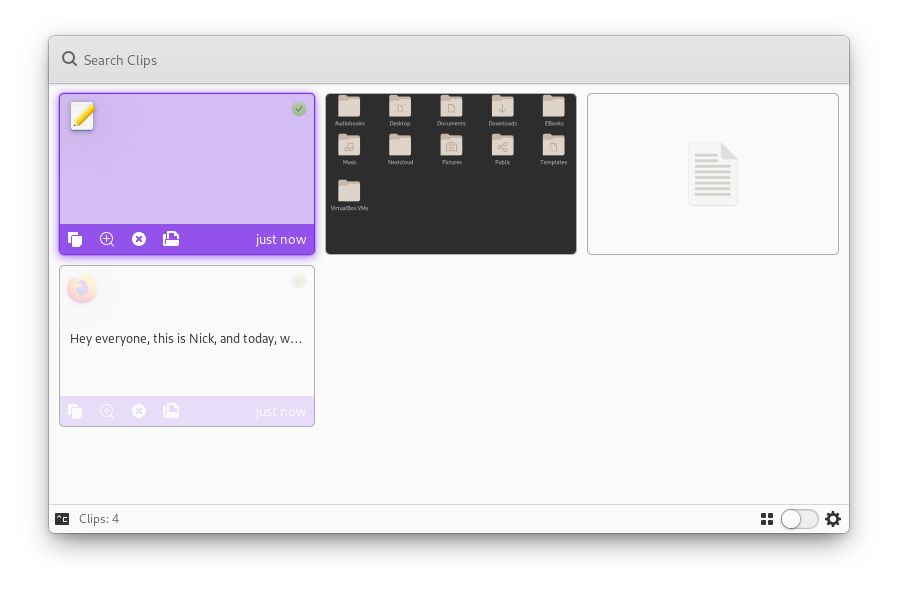 Search Clips
just now
Audiobooks
Desktop
Documents
Downloads
EBooks
Music
Nextcloud
Pictures
Public
Templates
VirtualBox VMs
Hey everyone, this is Nick, and today, w...
just now
^C
Clips: 4